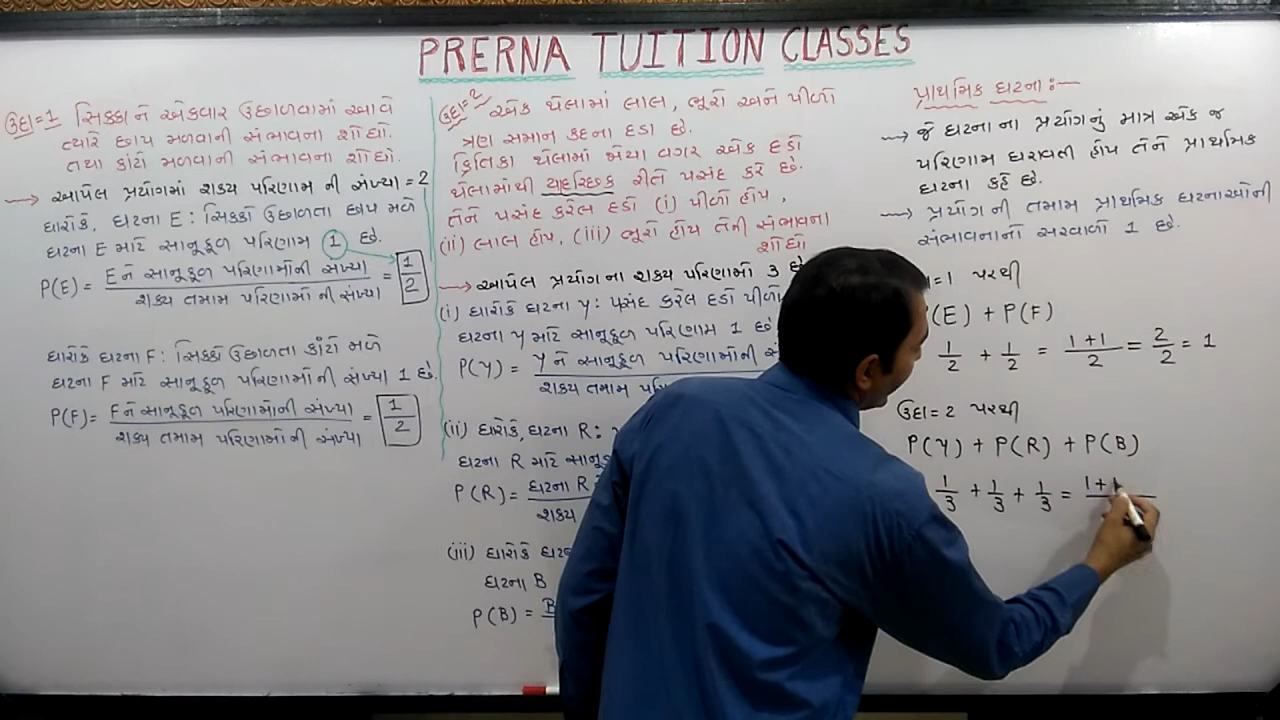 PRERNA TUITION CLASSES
ઉદા=1 સિક્કાને એકવાર ઉછાળવામાં આવે
ત્યારે છાપ મળવાની સંભાવના શોધો.
તથા કાંટો મળવાની સંભાવના શોધો.
આપેલ પ્રયોગમાં શક્ય પરિણામ ની સંખ્યા = 2
ધારોકે, ઘટના E : સિક્કો ઉછાળતા છાપ મળે
ઘટના E માટે સાનૂકૂળ પરિણામ 1 છે.
P(E) = E ને સાનૂકૂળ પરિણામોની સંખ્યા / શક્ય તમામ પરિણામો ની સંખ્યા = 1/2
ધારોકે ઘટના F : સિક્કો ઉછાળતા કાંટો મળે
ઘટના F માટે સાનૂકૂળ પરિણામોની સંખ્યા 1 છે.
P(F) = F ને સાનૂકૂળ પરિણામોની સંખ્યા / શક્ય તમામ પરિણામોની સંખ્યા = 1/2
ઉદા=2 એક થેલામાં લાલ, ભૂરો અને પીળો
ત્રણ સમાન કદના દડા છે.
ક્રિતિકા થેલામાં જોયા વગર એક દડો
થેલામાંથી યાદચ્છિક રીતે પસંદ કરે છે.
તેને પસંદ કરેલ દડો (i) પીળો હોય,
(ii) લાલ હોય, (iii) ભૂરો હોય તેની સંભાવના
શોધો
આપેલ પ્રયોગના શક્ય પરિણામો 3 છે
(i) ધારોકે ઘટના Y : પસંદ કરેલ દડો પીળો
ઘટના Y માટે સાનૂકૂળ પરિણામ 1 છે
P(Y) = Y ને સાનૂકૂળ પરિણામોની / શક્ય તમામ
(ii) ધારોકે, ઘટના R :
ઘટના R માટે
P(R) = ઘટના R / શક્ય
(iii) ધારોકે
ઘટના B
P(B) = B
પ્રાથમિક ઘટના :-
જે ઘટના ના પ્રયોગનું માત્ર એક જ
પરિણામ ધરાવતી હોય તેને પ્રાથમિક
ઘટના કહે છે.
પ્રયોગ ની તમામ પ્રાથમિક ઘટનાઓની
સંભાવનાનો સરવાળો 1 છે.
=1 પરથી
(E) + P(F)
1/2 + 1/2 = 1+1/2 = 2/2 = 1
ઉદા=2 પરથી
P(Y) + P(R) + P(B)
1/3 + 1/3 + 1/3 = 1+1